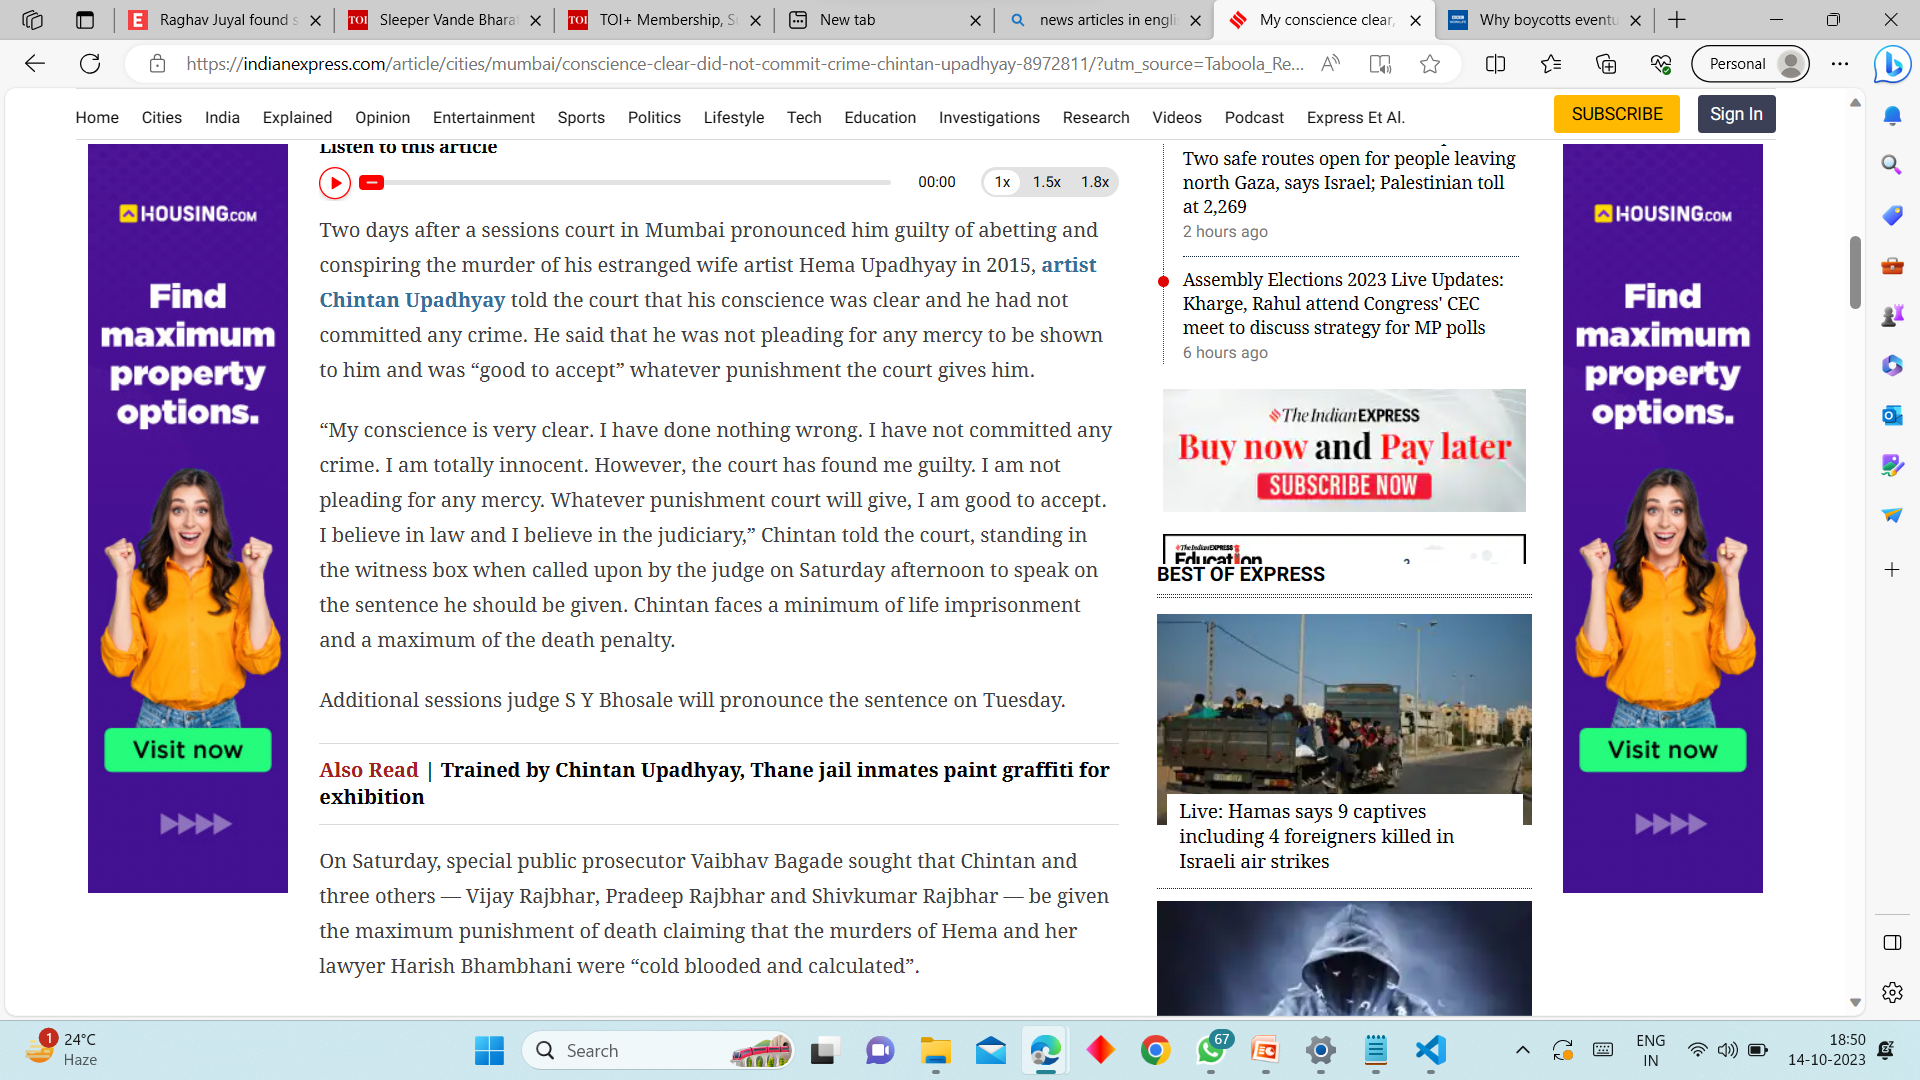 Raghav Juyal found s
Sleeper Vande Bharat
TOI+ Membership, Su
New tab
news articles in engli
My conscience clear,
Why boycotts eventu
https://indianexpress.com/article/cities/mumbai/conscience-clear-did-not-commit-crime-chintan-upadhyay-8972811/?utm_source=Taboola_Re...
Personal
Home Cities India Explained Opinion Entertainment Sports Politics Lifestyle Tech Education Investigations Research Videos Podcast Express Et Al.
SUBSCRIBE
Sign In
Listen to this article
00:00
1x 1.5x 1.8x
Two days after a sessions court in Mumbai pronounced him guilty of abetting and
conspiring the murder of his estranged wife artist Hema Upadhyay in 2015, artist
Chintan Upadhyay told the court that his conscience was clear and he had not
committed any crime. He said that he was not pleading for any mercy to be shown
to him and was “good to accept” whatever punishment the court gives him.
“My conscience is very clear. I have done nothing wrong. I have not committed any
crime. I am totally innocent. However, the court has found me guilty. I am not
pleading for any mercy. Whatever punishment court will give, I am good to accept.
I believe in law and I believe in the judiciary,” Chintan told the court, standing in
the witness box when called upon by the judge on Saturday afternoon to speak on
the sentence he should be given. Chintan faces a minimum of life imprisonment
and a maximum of the death penalty.
Additional sessions judge S Y Bhosale will pronounce the sentence on Tuesday.
Also Read | Trained by Chintan Upadhyay, Thane jail inmates paint graffiti for
exhibition
On Saturday, special public prosecutor Vaibhav Bagade sought that Chintan and
three others — Vijay Rajbhar, Pradeep Rajbhar and Shivkumar Rajbhar — be given
the maximum punishment of death claiming that the murders of Hema and her
lawyer Harish Bhambhani were “cold blooded and calculated”.
Two safe routes open for people leaving
north Gaza, says Israel; Palestinian toll
at 2,269
2 hours ago
Assembly Elections 2023 Live Updates:
Kharge, Rahul attend Congress' CEC
meet to discuss strategy for MP polls
6 hours ago
The Indian EXPRESS
Buy now and Pay later
SUBSCRIBE NOW
The Indian EXPRESS
Education
BEST OF EXPRESS
Live: Hamas says 9 captives
including 4 foreigners killed in
Israeli air strikes
HOUSING.COM
Find
maximum
property
options.
Visit now
HOUSING.COM
Find
maximum
property
options.
Visit now
1
24°C
Haze
Search
67
ENG
IN
18:50
14-10-2023